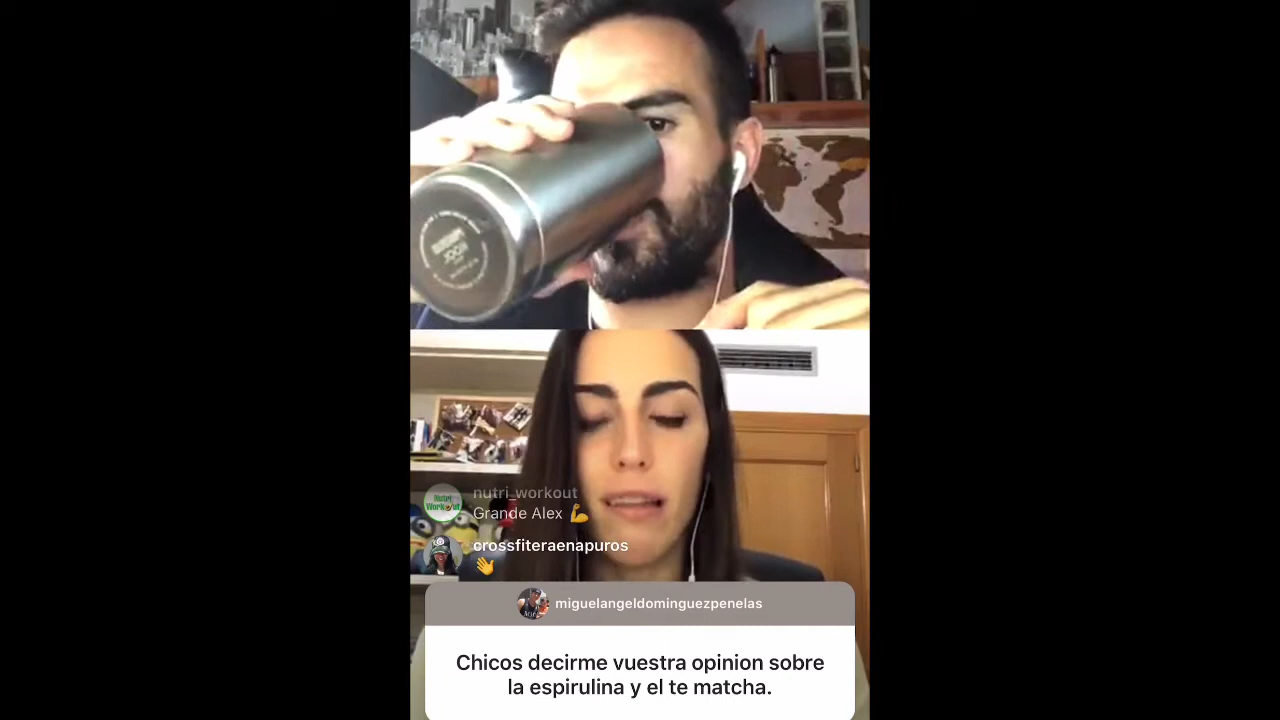 nutri_workout
Grande Alex 💪
crossfiteraenapuros
👋
miguelangeldominguezpenelas
Chicos decirme vuestra opinion sobre
la espirulina y el te matcha.